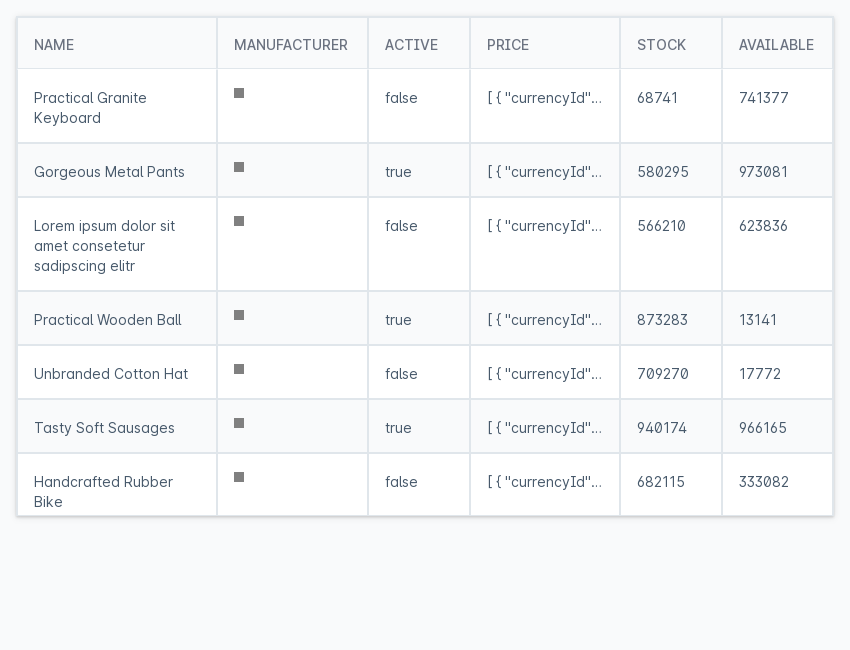 NAME MANUFACTURER ACTIVE PRICE STOCK AVAILABLE
Practical Granite Keyboard false [ { "currencyId"... 68741 741377
Gorgeous Metal Pants true [ { "currencyId"... 580295 973081
Lorem ipsum dolor sit amet consetetur sadipscing elitr false [ { "currencyId"... 566210 623836
Practical Wooden Ball true [ { "currencyId"... 873283 13141
Unbranded Cotton Hat false [ { "currencyId"... 709270 17772
Tasty Soft Sausages true [ { "currencyId"... 940174 966165
Handcrafted Rubber Bike false [ { "currencyId"... 682115 333082